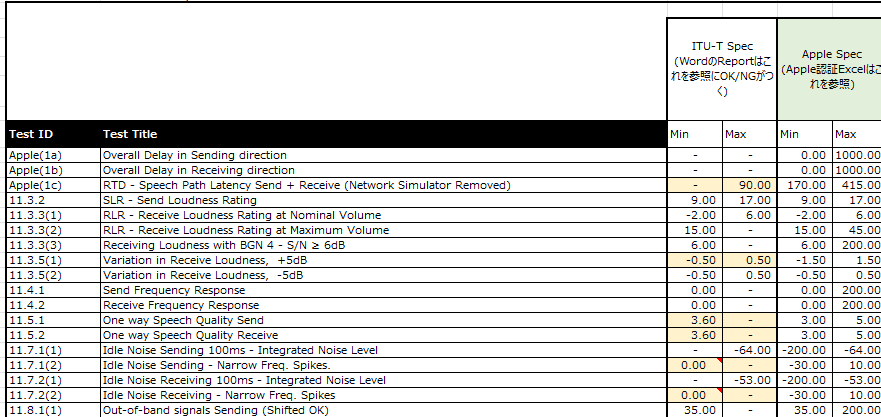 ITU-T Spec
(WordのReportはこ
れを参照にOK/NGがつ
く)
Apple Spec
(Apple認証Excelはこ
れを参照)
Test ID Test Title Min Max Min Max
Apple(1a) Overall Delay in Sending direction - - 0.00 1000.00
Apple(1b) Overall Delay in Receiving direction - - 0.00 1000.00
Apple(1c) RTD - Speech Path Latency Send + Receive (Network Simulator Removed) - 90.00 170.00 415.00
11.3.2 SLR - Send Loudness Rating 9.00 17.00 9.00 17.00
11.3.3(1) RLR - Receive Loudness Rating at Nominal Volume -2.00 6.00 -2.00 6.00
11.3.3(2) RLR - Receive Loudness Rating at Maximum Volume 15.00 - 15.00 45.00
11.3.3(3) Receiving Loudness with BGN 4 - S/N ≥ 6dB 6.00 - 6.00 200.00
11.3.5(1) Variation in Receive Loudness, +5dB -0.50 0.50 -1.50 1.50
11.3.5(2) Variation in Receive Loudness, -5dB -0.50 0.50 -0.50 0.50
11.4.1 Send Frequency Response 0.00 - 0.00 200.00
11.4.2 Receive Frequency Response 0.00 - 0.00 200.00
11.5.1 One way Speech Quality Send 3.60 - 3.00 5.00
11.5.2 One way Speech Quality Receive 3.60 - 3.00 5.00
11.7.1(1) Idle Noise Sending 100ms - Integrated Noise Level - -64.00 -200.00 -64.00
11.7.1(2) Idle Noise Sending - Narrow Freq. Spikes. 0.00 - -30.00 10.00
11.7.2(1) Idle Noise Receiving 100ms - Integrated Noise Level - -53.00 -200.00 -53.00
11.7.2(2) Idle Noise Receiving - Narrow Freq. Spikes 0.00 - -30.00 10.00
11.8.1(1) Out-of-band signals Sending (Shifted OK) 35.00 - 35.00 200.00